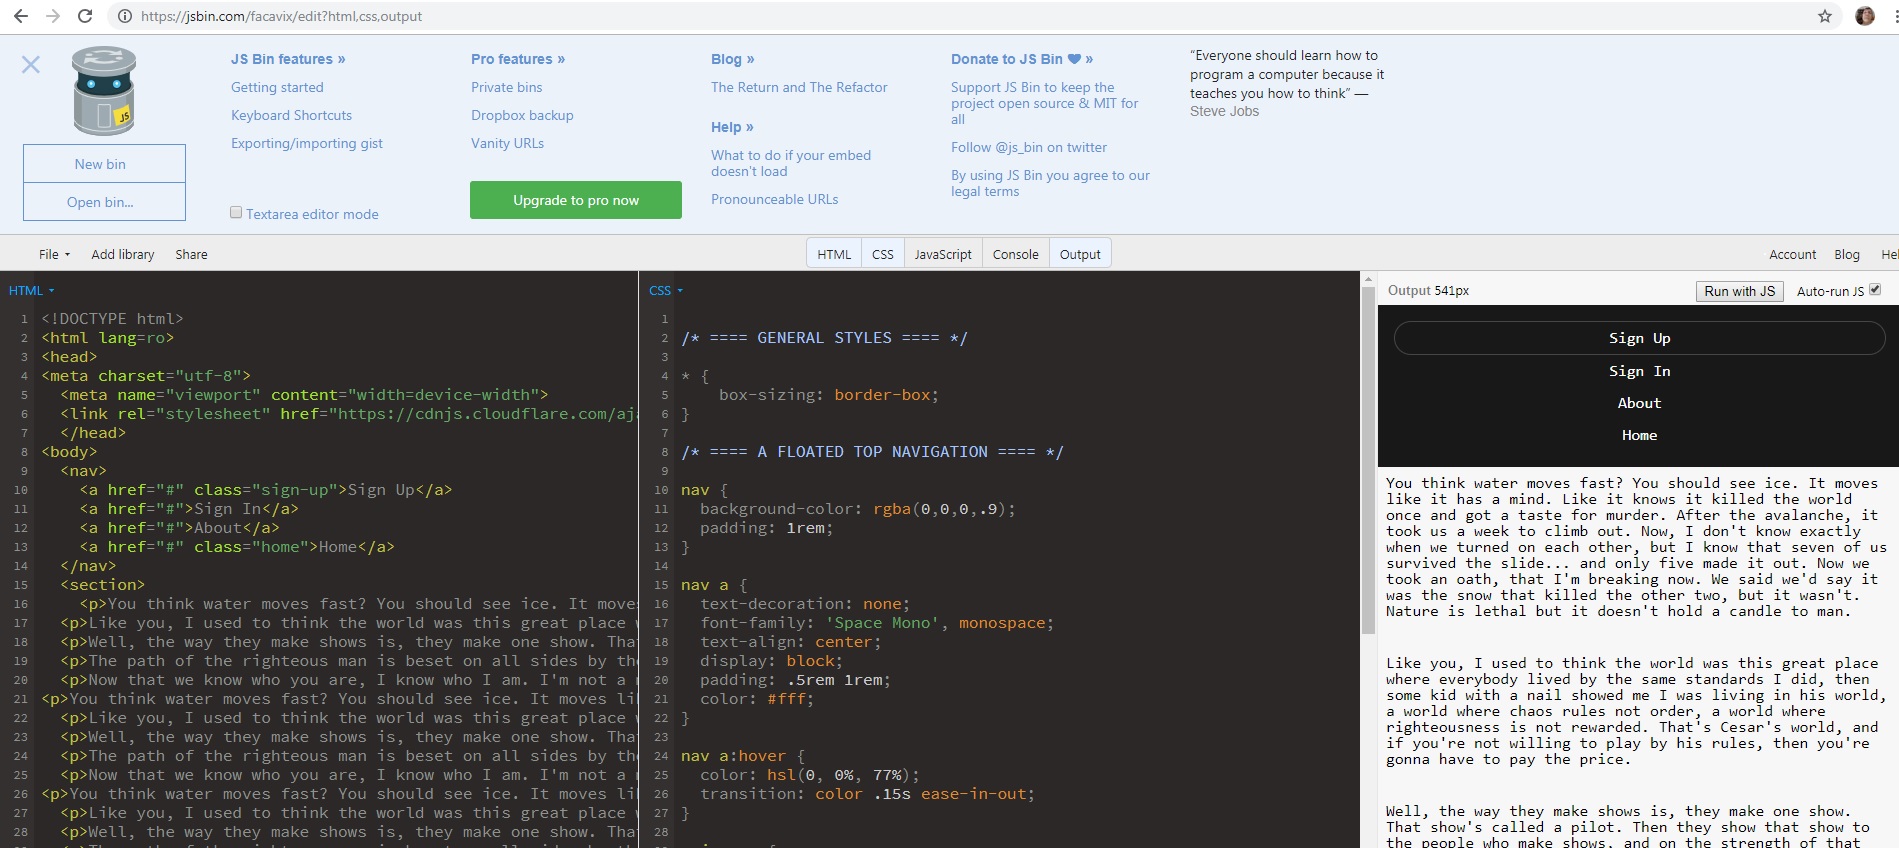 https://jsbin.com/facavix/edit?html,css,output
JS
New bin
Open bin...
JS Bin features »
Getting started
Keyboard Shortcuts
Exporting/importing gist
Textarea editor mode
Pro features »
Private bins
Dropbox backup
Vanity URLs
Upgrade to pro now
Blog »
The Return and The Refactor
Help »
What to do if your embed
doesn't load
Pronounceable URLs
Donate to JS Bin ♥ »
Support JS Bin to keep the
project open source & MIT for
all
Follow @js_bin on twitter
By using JS Bin you agree to our
legal terms
“Everyone should learn how to
program a computer because it
teaches you how to think” —
Steve Jobs
File Add library Share HTML CSS JavaScript Console Output Account Blog Hel
HTML
1 <!DOCTYPE html>
2 <html lang=ro>
3 <head>
4 <meta charset="utf-8">
5 <meta name="viewport" content="width=device-width">
6 <link rel="stylesheet" href="https://cdnjs.cloudflare.com/aja
7 </head>
8 <body>
9 <nav>
10 <a href="#" class="sign-up">Sign Up</a>
11 <a href="#">Sign In</a>
12 <a href="#">About</a>
13 <a href="#" class="home">Home</a>
14 </nav>
15 <section>
16 <p>You think water moves fast? You should see ice. It moves
17 <p>Like you, I used to think the world was this great place w
18 <p>Well, the way they make shows is, they make one show. Tha
19 <p>The path of the righteous man is beset on all sides by the
20 <p>Now that we know who you are, I know who I am. I'm not a m
21 <p>You think water moves fast? You should see ice. It moves li
22 <p>Like you, I used to think the world was this great place w
23 <p>Well, the way they make shows is, they make one show. Tha
24 <p>The path of the righteous man is beset on all sides by the
25 <p>Now that we know who you are, I know who I am. I'm not a m
26 <p>You think water moves fast? You should see ice. It moves li
27 <p>Like you, I used to think the world was this great place w
28 <p>Well, the way they make shows is, they make one show. Tha
CSS
1
2 /* ==== GENERAL STYLES ==== */
3
4 * {
5 box-sizing: border-box;
6 }
7
8 /* ==== A FLOATED TOP NAVIGATION ==== */
9
10 nav {
11 background-color: rgba(0,0,0,.9);
12 padding: 1rem;
13 }
14
15 nav a {
16 text-decoration: none;
17 font-family: 'Space Mono', monospace;
18 text-align: center;
19 display: block;
20 padding: .5rem 1rem;
21 color: #fff;
22 }
23
24 nav a:hover {
25 color: hsl(0, 0%, 77%);
26 transition: color .15s ease-in-out;
27 }
28
Output 541px Run with JS Auto-run JS
Sign Up
Sign In
About
Home
You think water moves fast? You should see ice. It moves
like it has a mind. Like it knows it killed the world
once and got a taste for murder. After the avalanche, it
took us a week to climb out. Now, I don't know exactly
when we turned on each other, but I know that seven of us
survived the slide... and only five made it out. Now we
took an oath, that I'm breaking now. We said we'd say it
was the snow that killed the other two, but it wasn't.
Nature is lethal but it doesn't hold a candle to man.
Like you, I used to think the world was this great place
where everybody lived by the same standards I did, then
some kid with a nail showed me I was living in his world,
a world where chaos rules not order, a world where
righteousness is not rewarded. That's Cesar's world, and
if you're not willing to play by his rules, then you're
gonna have to pay the price.
Well, the way they make shows is, they make one show.
That show's called a pilot. Then they show that show to
the people who make shows, and on the strength of that